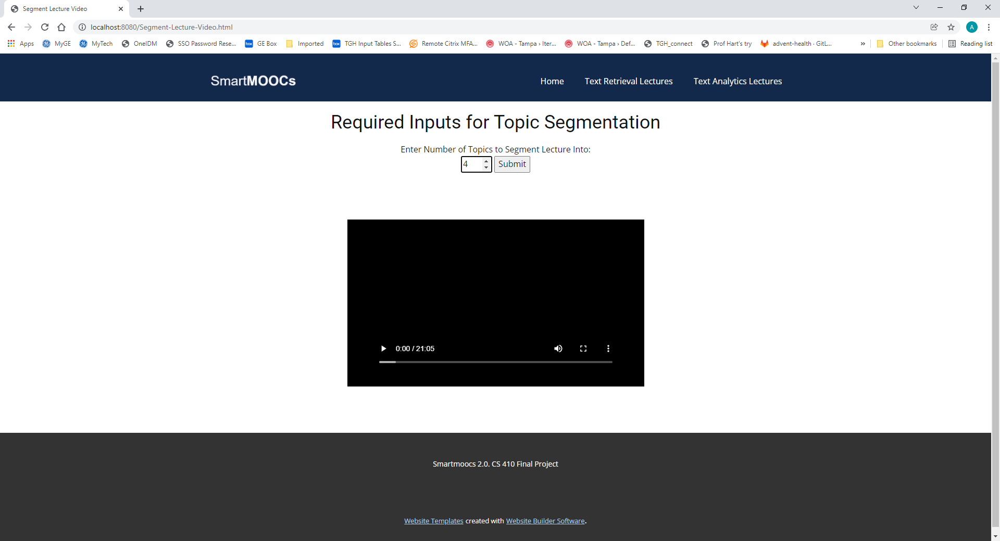 Segment Lecture Video
localhost:8080/Segment-Lecture-Video.html
A
Apps MyGE MyTech OneIDM SSO Password Rese... box GE Box Imported box TGH Input Tables S... Remote Citrix MFA... WOA - Tampa › Iter... WOA - Tampa › Def... TGH_connect Prof Hart's try advent-health · GitL... » Other bookmarks Reading list
SmartMOOCs Home Text Retrieval Lectures Text Analytics Lectures
Required Inputs for Topic Segmentation
Enter Number of Topics to Segment Lecture Into:
4 Submit
0:00 / 21:05
Smartmoocs 2.0. CS 410 Final Project
Website Templates created with Website Builder Software.